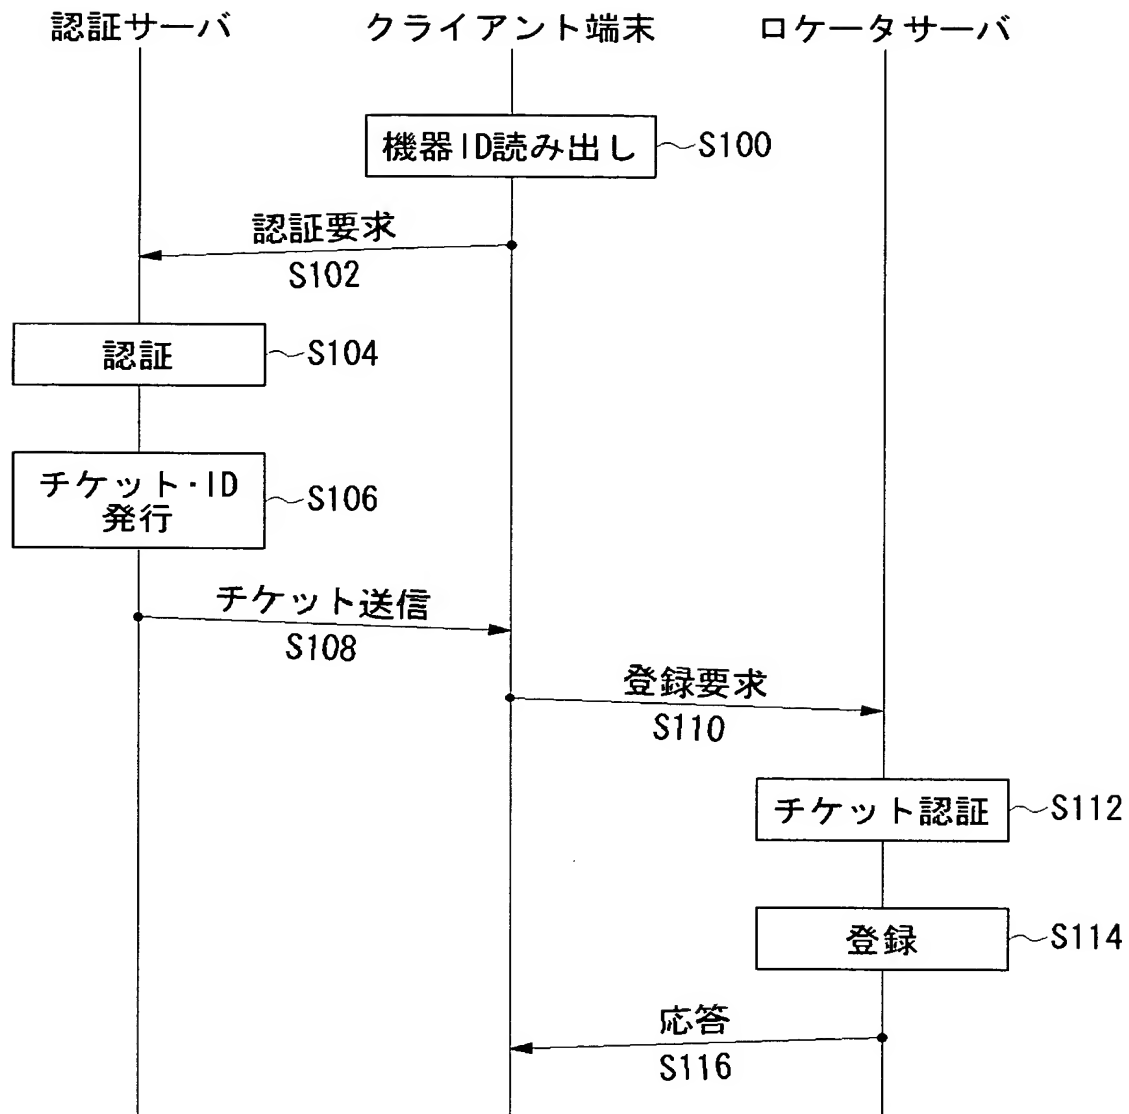 認証サーバ
クライアント端末
ロケータサーバ
機器ID読み出し
S100
認証要求
S102
認証
S104
チケット・ID
発行
S106
チケット送信
S108
登録要求
S110
チケット認証
S112
登録
S114
応答
S116